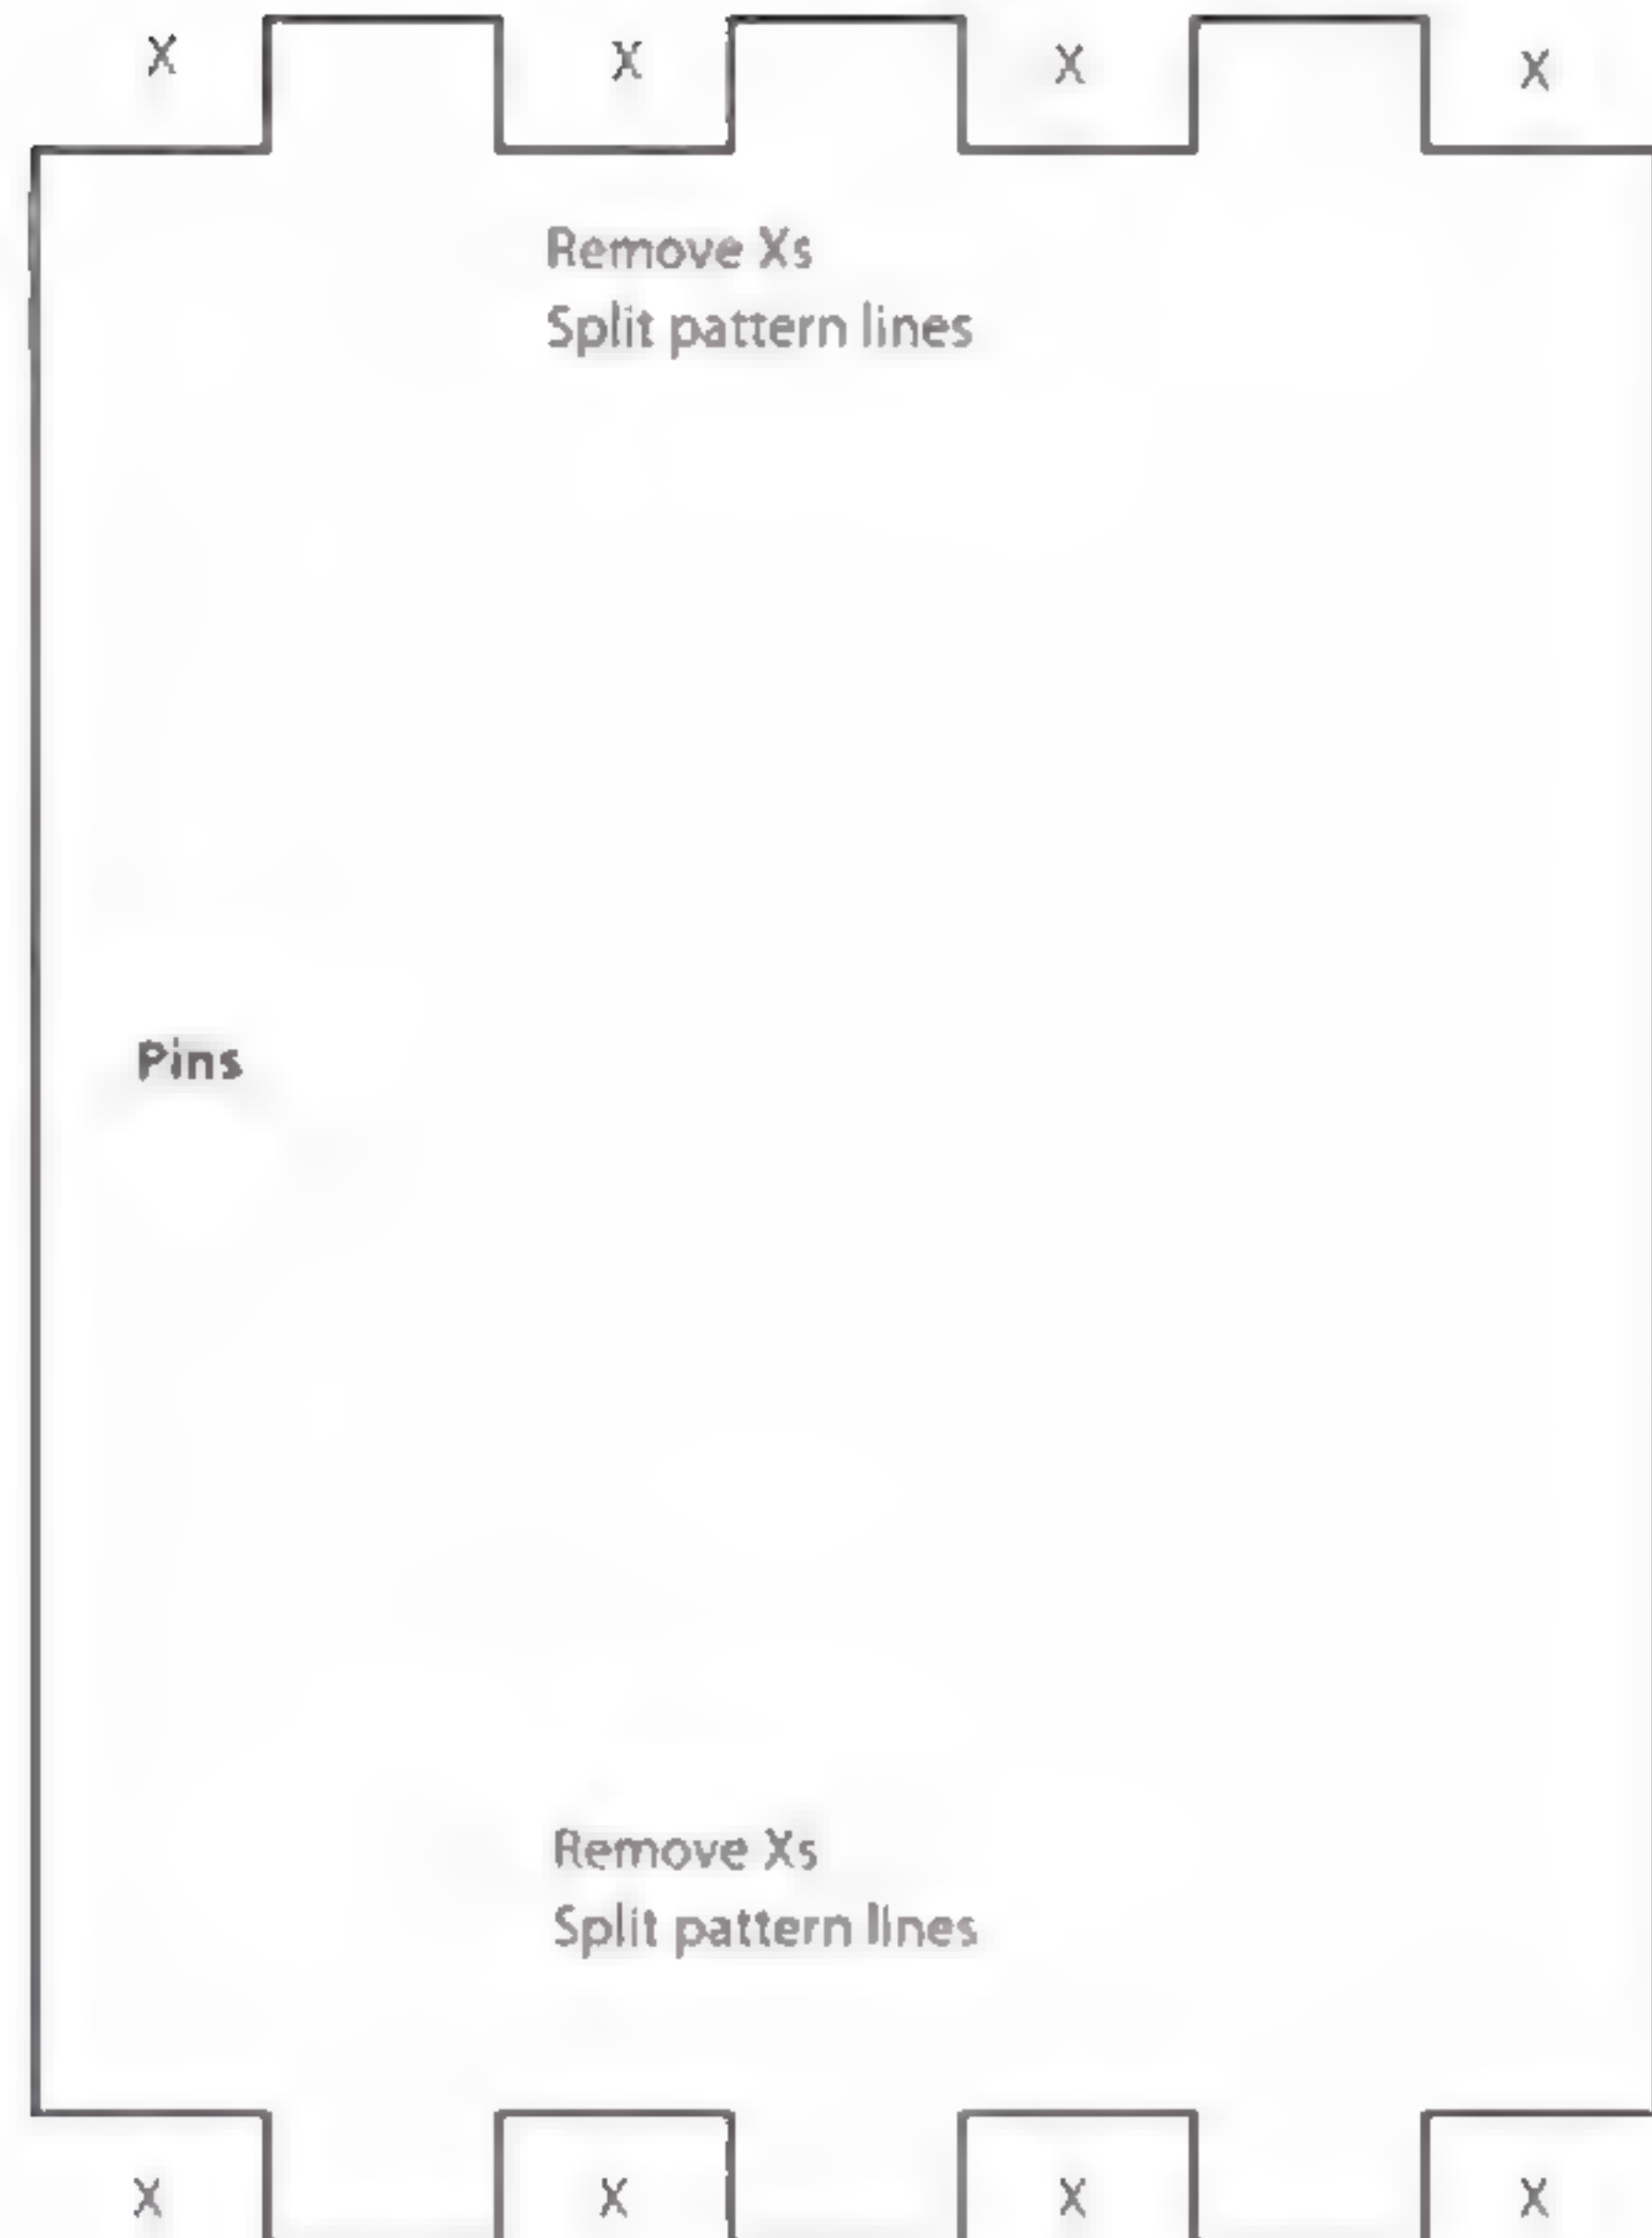 X X X X
Remove Xs
Split pattern lines
Pins
Remove Xs
Split pattern lines
X X X X